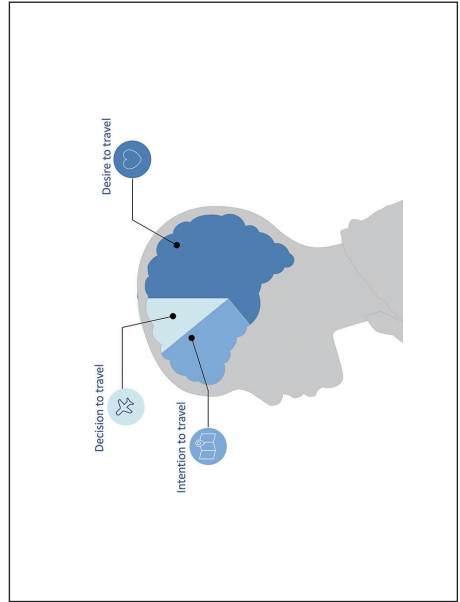 Desire to travel
Decision to travel
Intention to travel